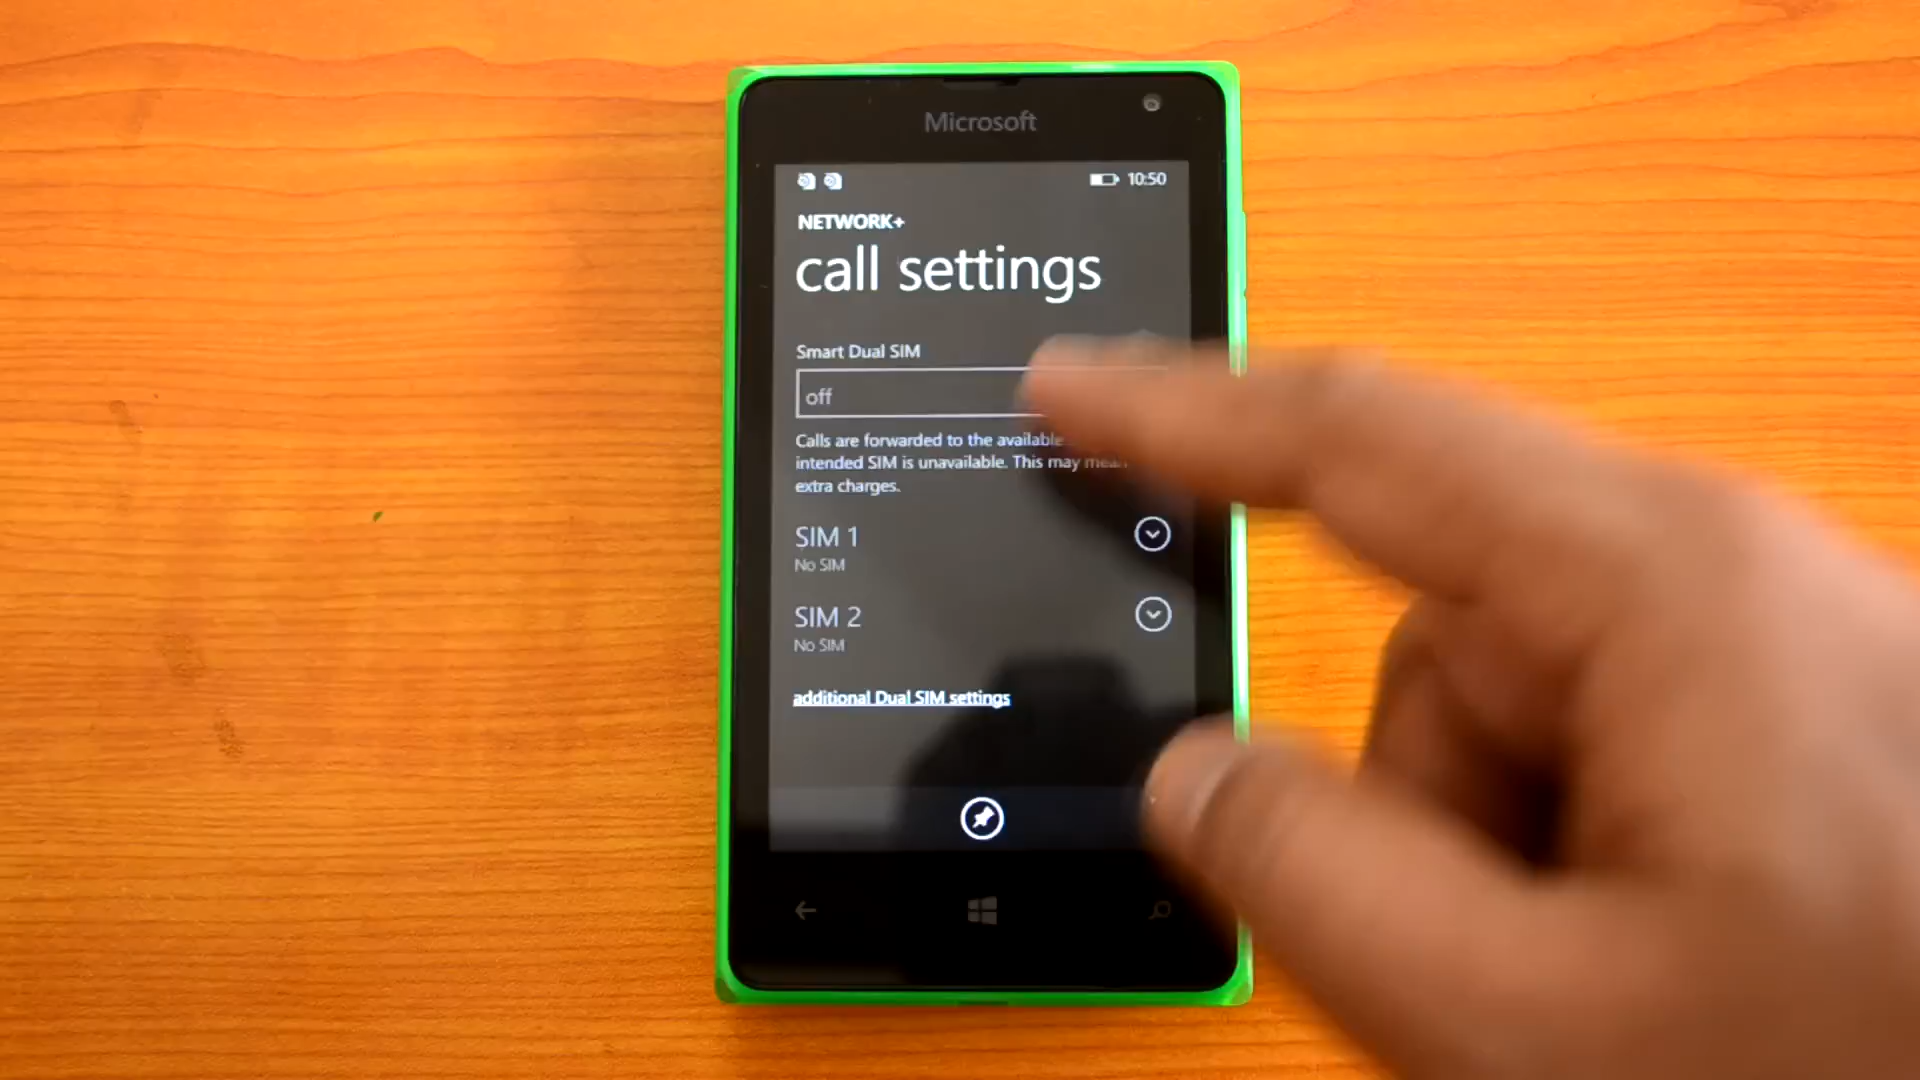 Microsoft
10:50
NETWORK+
call settings
Smart Dual SIM
off
Calls are forwarded to the available
intended SIM is unavailable. This may mean
extra charges.
SIM 1
No SIM
SIM 2
No SIM
additional Dual SIM settings